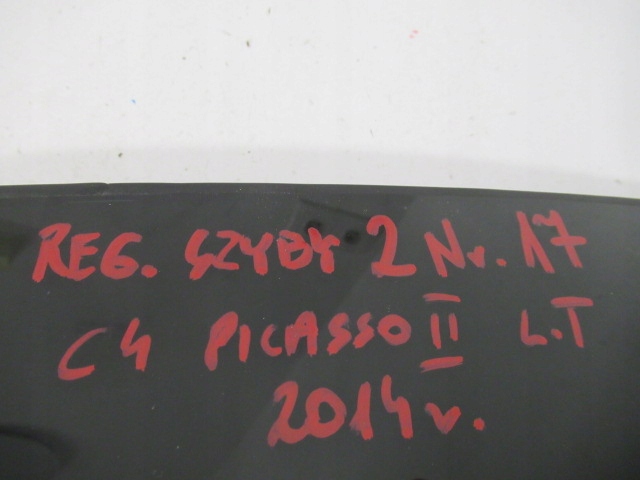 REG. SZYBY 2 Nr. 17
C4 PICASSO II L.T
2014r.